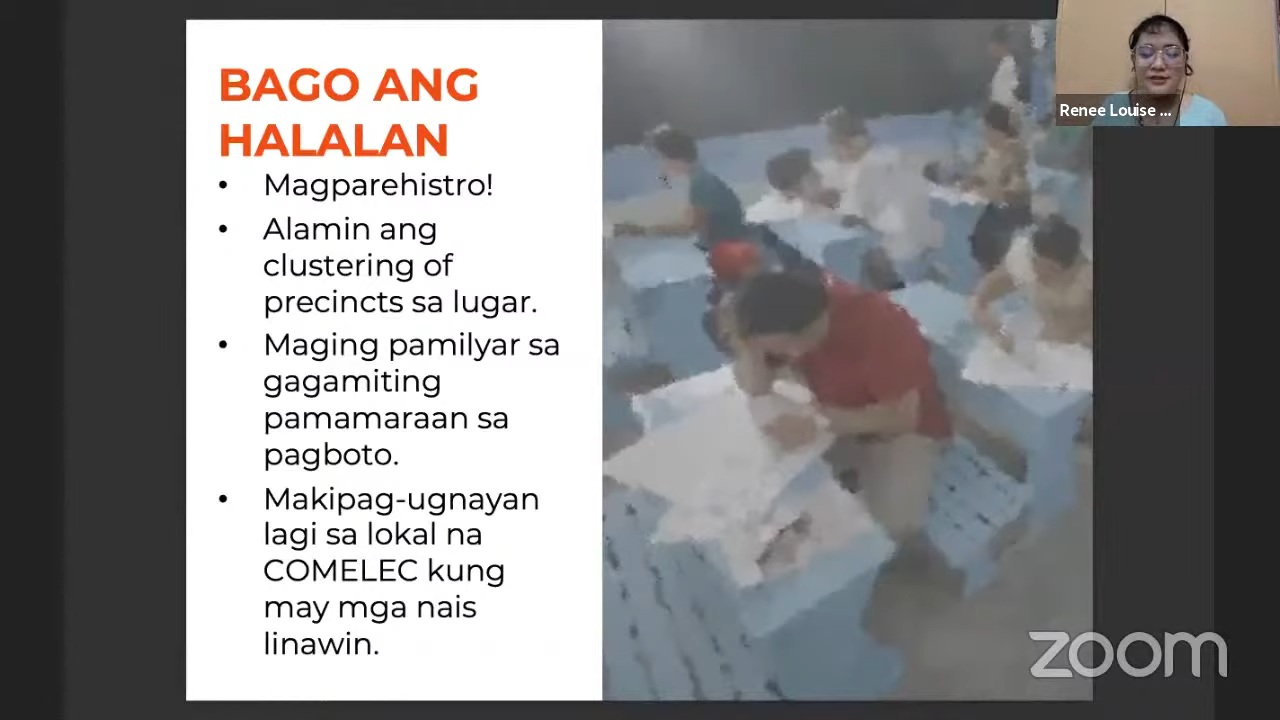 BAGO ANG
HALALAN
• Magparehistro!
• Alamin ang
clustering of
precincts sa lugar.
• Maging pamilyar sa
gagamiting
pamamaraan sa
pagboto.
• Makipag-ugnayan
lagi sa lokal na
COMELEC kung
may mga nais
linawin.
Renee Louise ...
zoom